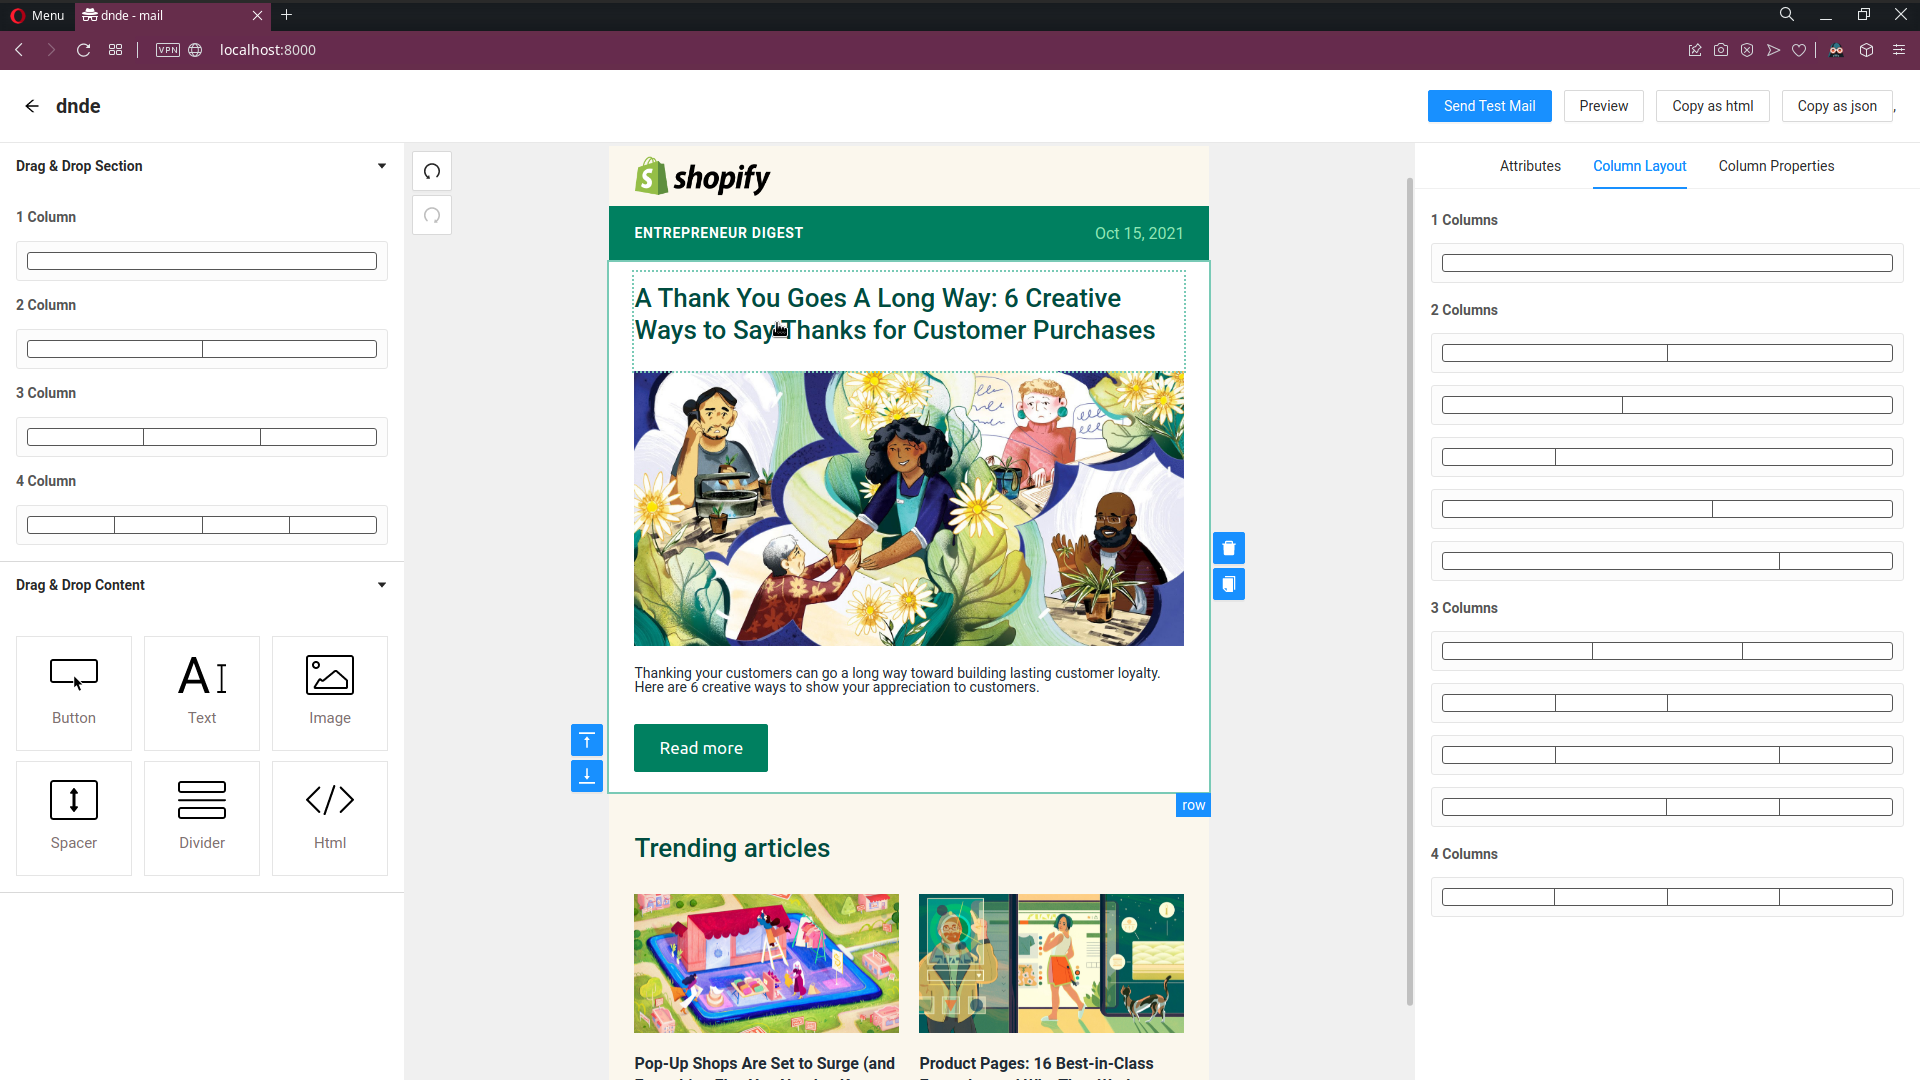 Menu
dnde - mail
VPN
localhost:8000
dnde
Send Test Mail
Preview
Copy as html
Copy as json
,
Drag & Drop Section
1 Column
2 Column
3 Column
4 Column
Drag & Drop Content
Button
Text
Image
Spacer
Divider
Html
shopify
ENTREPRENEUR DIGEST
Oct 15, 2021
A Thank You Goes A Long Way: 6 Creative
Ways to Say Thanks for Customer Purchases
Thanking your customers can go a long way toward building lasting customer loyalty.
Here are 6 creative ways to show your appreciation to customers.
Read more
row
Trending articles
Pop-Up Shops Are Set to Surge (and
Product Pages: 16 Best-in-Class
Attributes
Column Layout
Column Properties
1 Columns
2 Columns
3 Columns
4 Columns